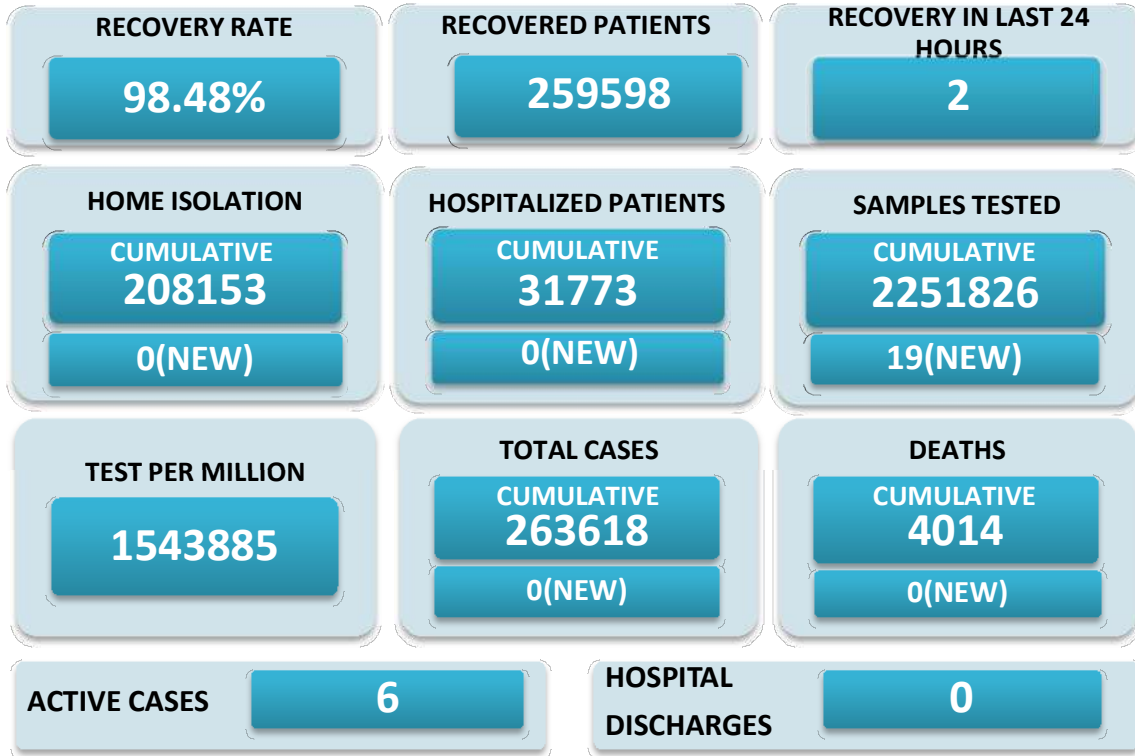 RECOVERY RATE
98.48%
RECOVERED PATIENTS
259598
RECOVERY IN LAST 24
HOURS
2
HOME ISOLATION
CUMULATIVE
208153
0(NEW)
HOSPITALIZED PATIENTS
CUMULATIVE
31773
0(NEW)
SAMPLES TESTED
CUMULATIVE
2251826
19(NEW)
TEST PER MILLION
1543885
TOTAL CASES
CUMULATIVE
263618
0(NEW)
DEATHS
CUMULATIVE
4014
0(NEW)
ACTIVE CASES
6
HOSPITAL
DISCHARGES
0